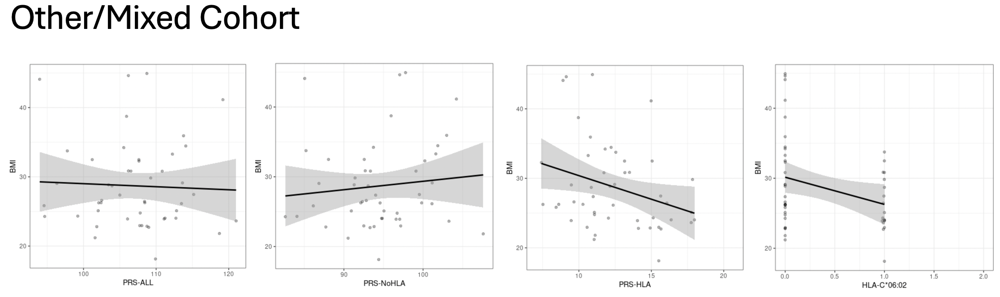 Other/Mixed Cohort
BMI
40
30
20
100 110 120
PRS-ALL
BMI
40
30
20
90 100
PRS-NoHLA
BMI
40
30
20
10 15 20
PRS-HLA
BMI
40
30
20
0.0 0.5 1.0 1.5 2.0
HLA-C*06:02